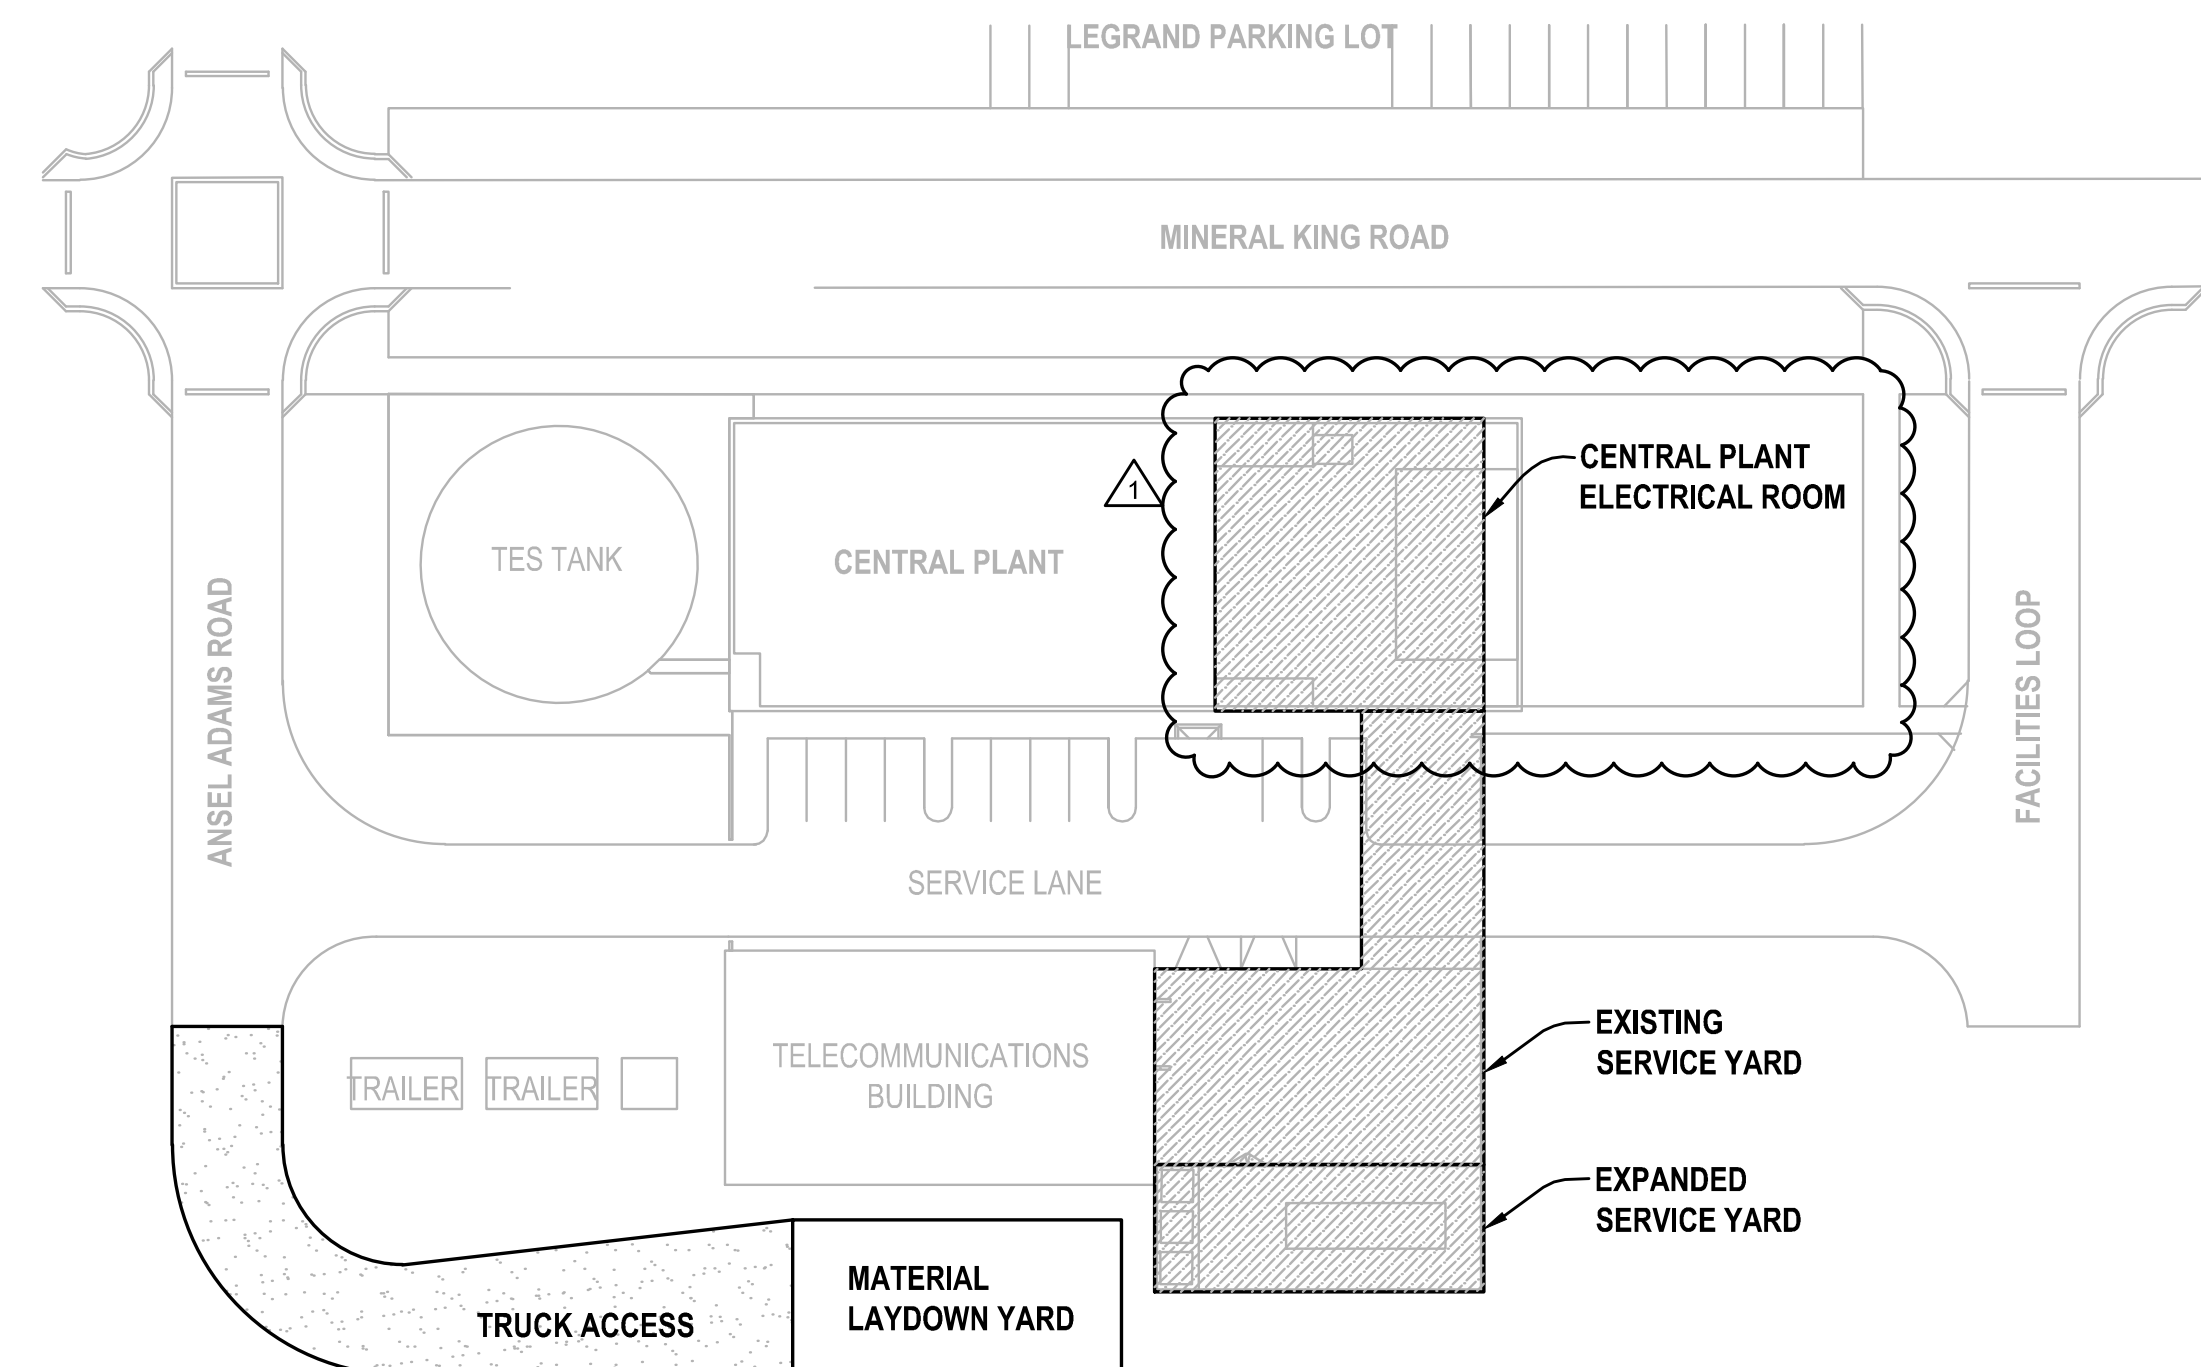 LEGRAND PARKING LOT
MINERAL KING ROAD
CENTRAL PLANT
ELECTRICAL ROOM
1
TES TANK
CENTRAL PLANT
ANSEL ADAMS ROAD
FACILITIES LOOP
SERVICE LANE
EXISTING
SERVICE YARD
TELECOMMUNICATIONS
BUILDING
TRAILER
TRAILER
EXPANDED
SERVICE YARD
MATERIAL
LAYDOWN YARD
TRUCK ACCESS